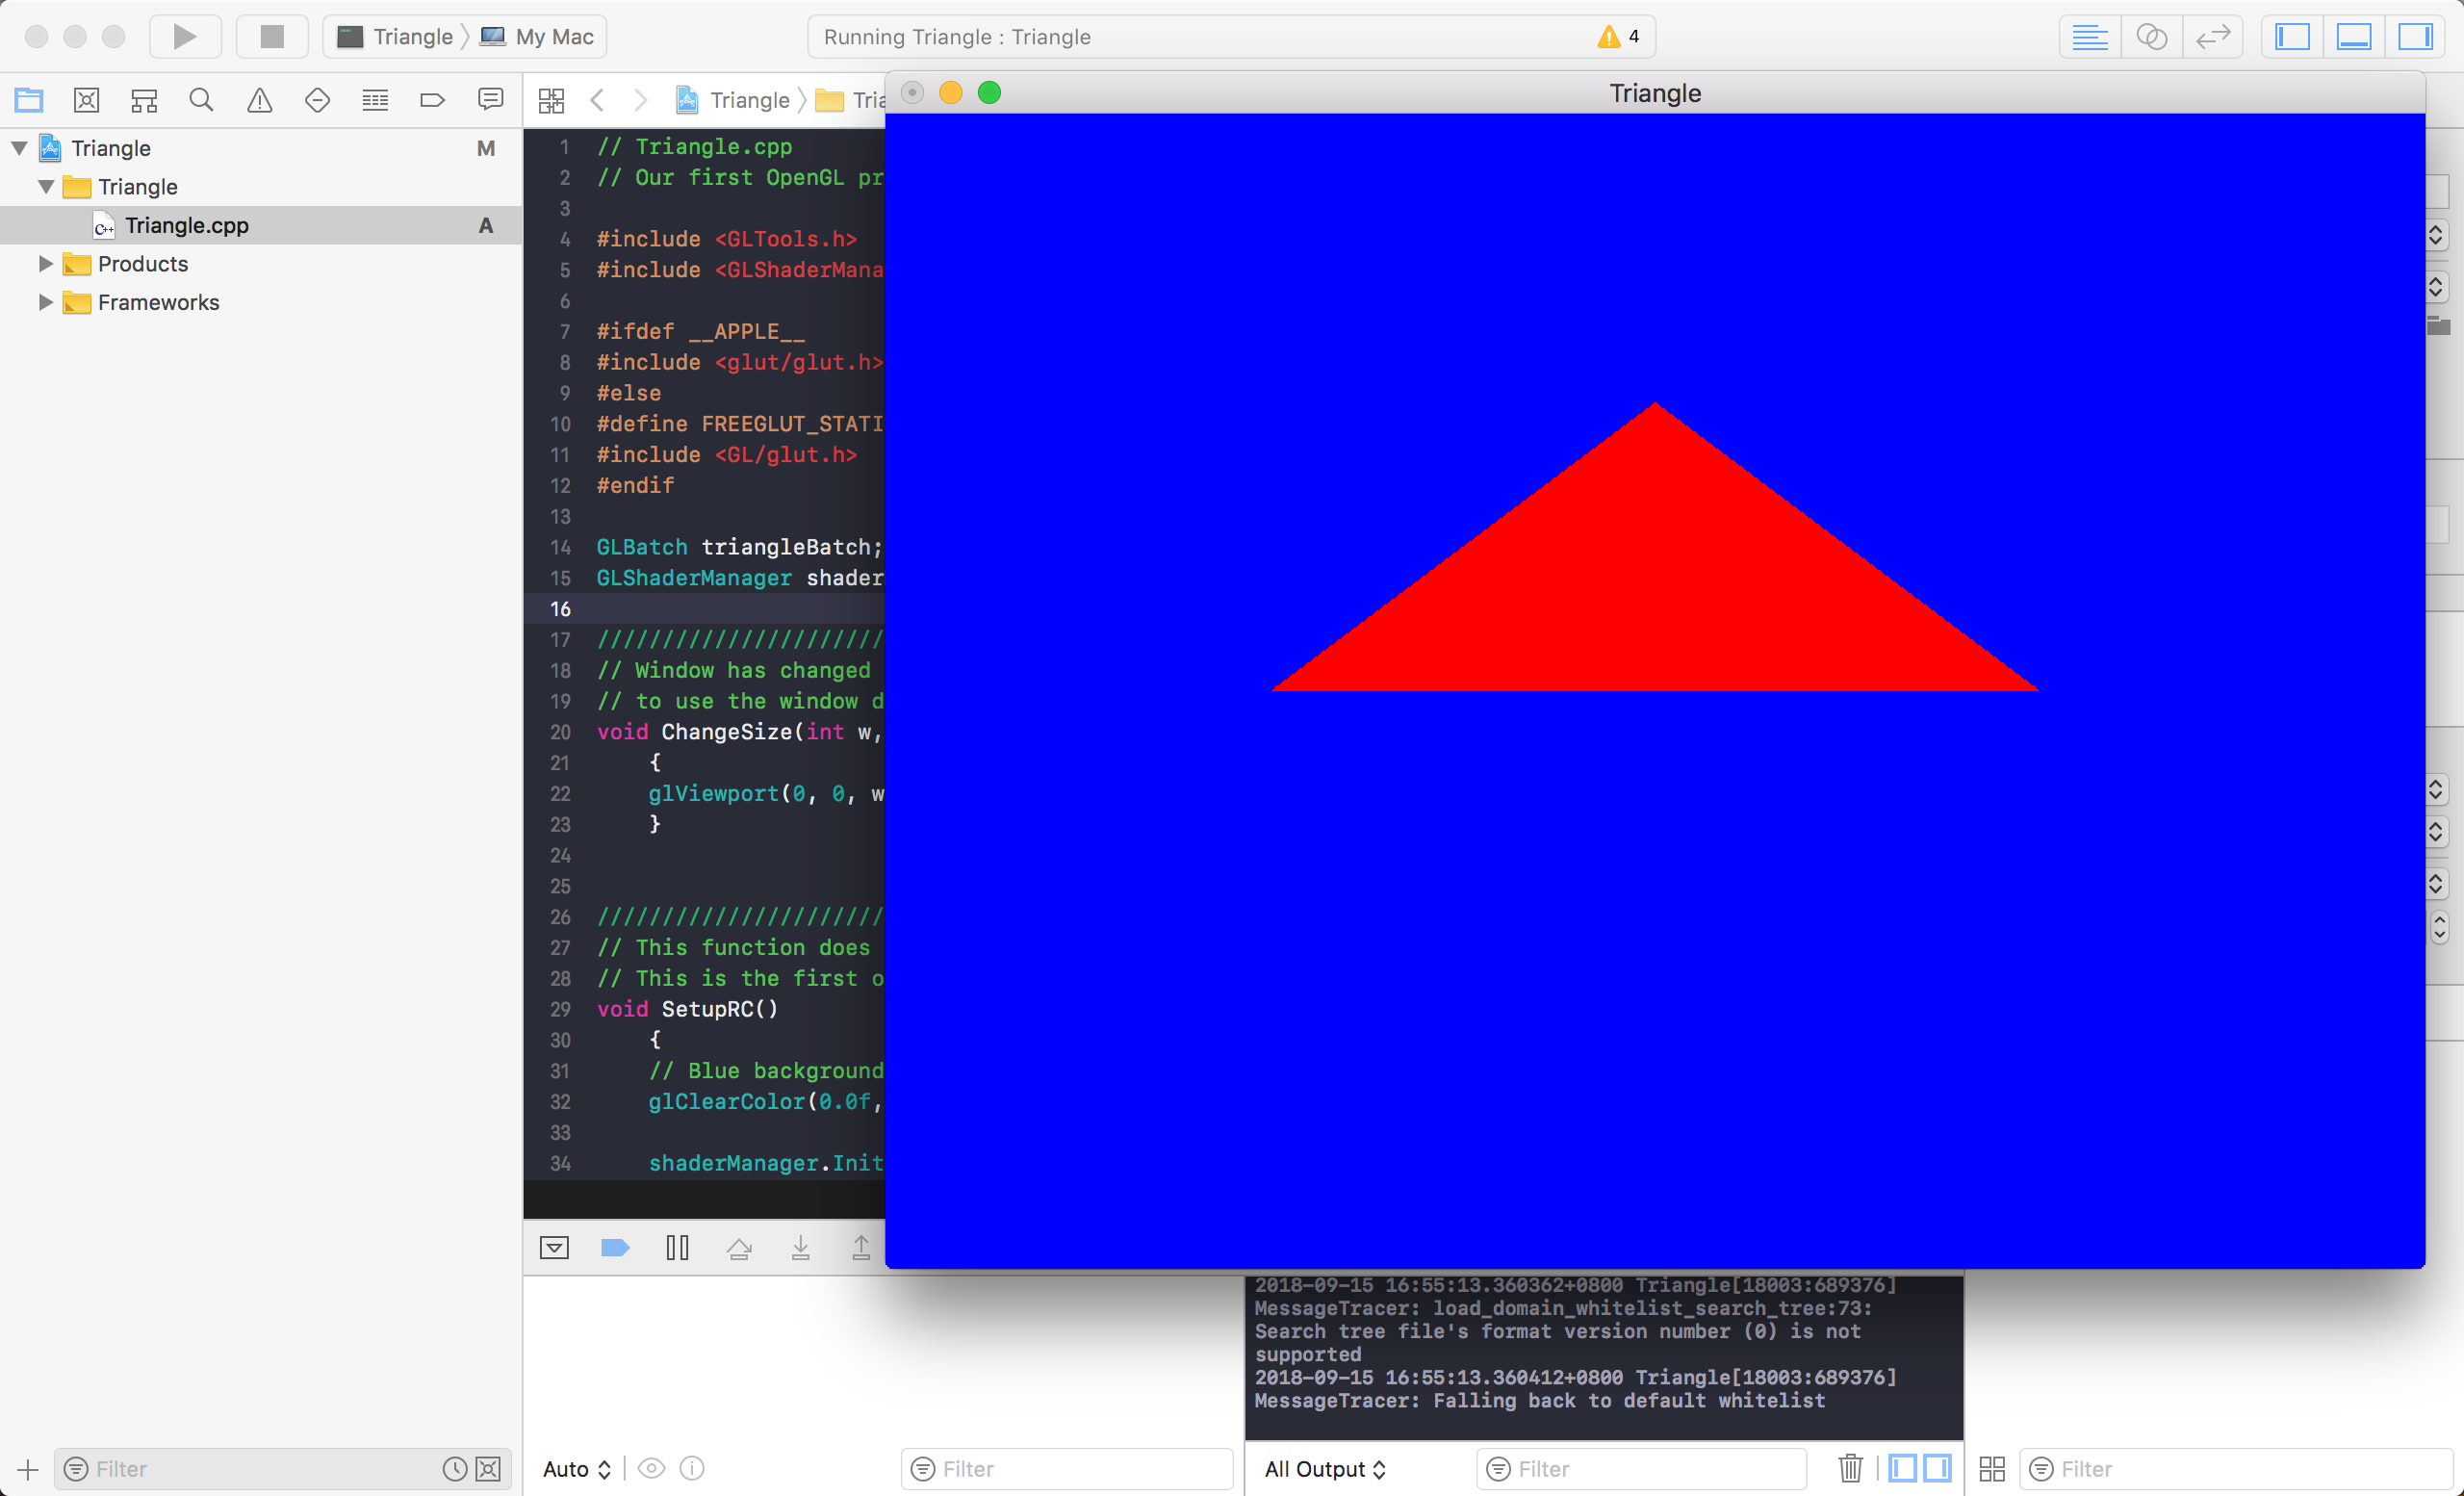 Triangle My Mac
Running Triangle : Triangle 4
Triangle
Triangle M
Triangle
Triangle.cpp A
Products
Frameworks
Triangle
1 // Triangle.cpp
2 // Our first OpenGL pr
3
4 #include <GLTools.h>
5 #include <GLShaderMana
6
7 #ifdef __APPLE__
8 #include <glut/glut.h>
9 #else
10 #define FREEGLUT_STATI
11 #include <GL/glut.h>
12 #endif
13
14 GLBatch triangleBatch;
15 GLShaderManager shader
16
17 //////////////////////
18 // Window has changed
19 // to use the window d
20 void ChangeSize(int w,
21 {
22 glViewport(0, 0, w
23 }
24
25
26 //////////////////////
27 // This function does
28 // This is the first o
29 void SetupRC()
30 {
31 // Blue background
32 glClearColor(0.0f,
33
34 shaderManager.Init
2018-09-15 16:55:13.360362+0800 Triangle[18003:689376]
MessageTracer: load_domain_whitelist_search_tree:73:
Search tree file's format version number (0) is not
supported
2018-09-15 16:55:13.360412+0800 Triangle[18003:689376]
MessageTracer: Falling back to default whitelist
Filter
Auto
Filter
All Output
Filter
Filter